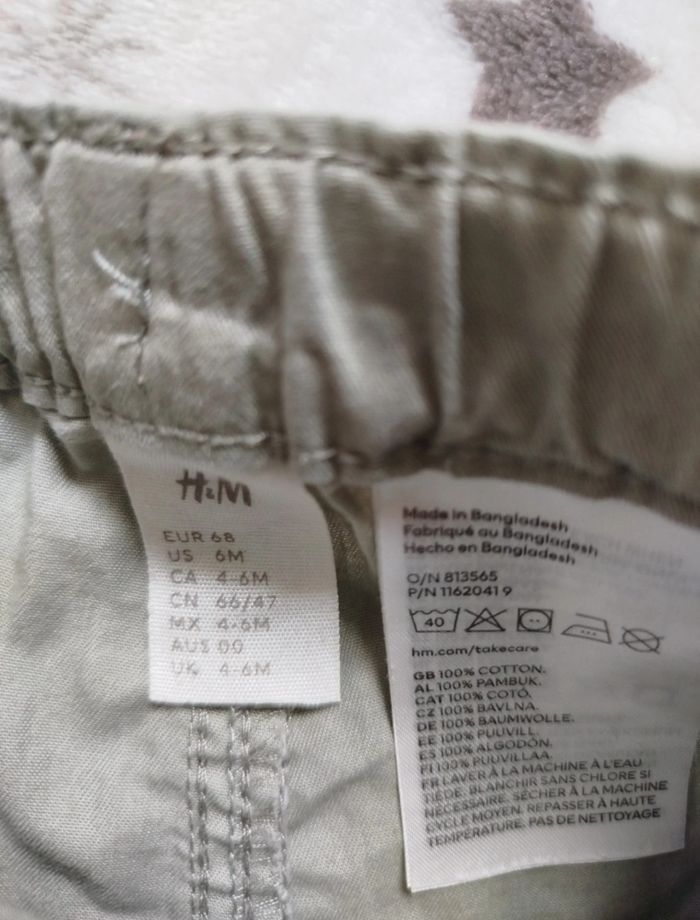 H&M
EUR 68
US 6M
CA 4-6M
CN 66/47
MX 4-6M
AUS 00
UK 4-6M
Made in Bangladesh
Fabriqué au Bangladesh
Hecho en Bangladesh
O/N 813565
P/N 1162041 9
40
hm.com/takecare
GB 100% COTTON.
AL 100% PAMBUK.
CAT 100% COTÓ.
CZ 100% BAVLNA.
DE 100% BAUMWOLLE.
EE 100% PUUVILL.
ES 100% ALGODÓN.
FI 100% PUUVILLAA.
FR LAVER À LA MACHINE À L'EAU
TIÈDE. BLANCHIR SANS CHLORE SI
NÉCESSAIRE. SÉCHER À LA MACHINE
CYCLE MOYEN. REPASSER À HAUTE
TEMPÉRATURE. PAS DE NETTOYAGE